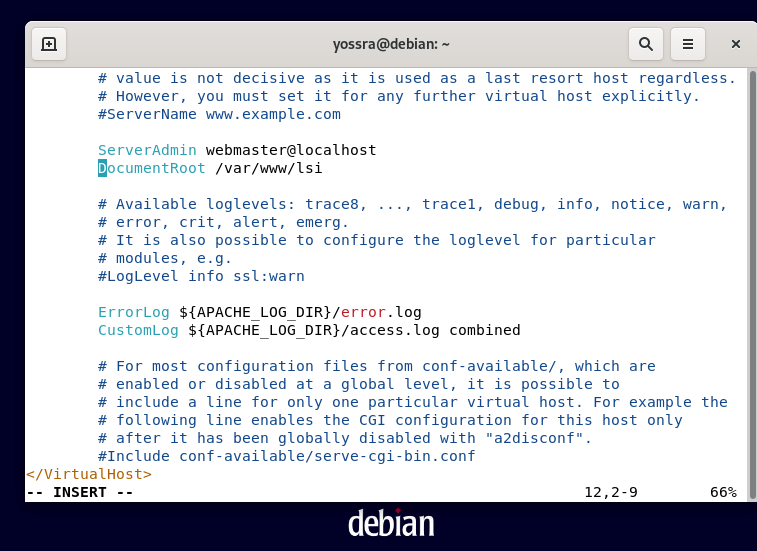 yossra@debian: ~
# value is not decisive as it is used as a last resort host regardless.
# However, you must set it for any further virtual host explicitly.
#ServerName www.example.com
ServerAdmin webmaster@localhost
DocumentRoot /var/www/lsi
# Available loglevels: trace8, ..., trace1, debug, info, notice, warn,
# error, crit, alert, emerg.
# It is also possible to configure the loglevel for particular
# modules, e.g.
#LogLevel info ssl:warn
ErrorLog ${APACHE_LOG_DIR}/error.log
CustomLog ${APACHE_LOG_DIR}/access.log combined
# For most configuration files from conf-available/, which are
# enabled or disabled at a global level, it is possible to
# include a line for only one particular virtual host. For example the
# following line enables the CGI configuration for this host only
# after it has been globally disabled with "a2disconf".
#Include conf-available/serve-cgi-bin.conf
</VirtualHost>
-- INSERT -- 12,2-9 66%
debian